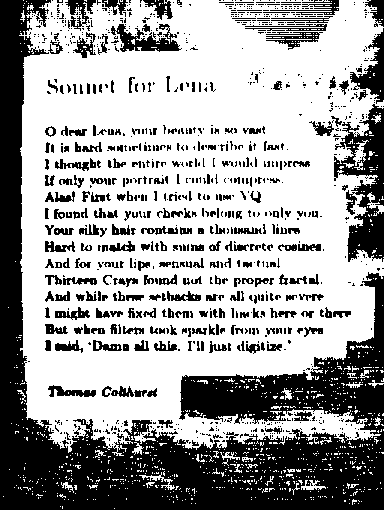 Sonnet for Lena
O dear Lena, your beauty is so vast
It is hard sometimes to describe it fast.
I thought the entire world I would impress
If only your portrait I could compress.
Alas! First when I tried to use VQ
I found that your cheeks belong to only you.
Your silky hair contains a thousand lines
Hard to match with sums of discrete cosines.
And for your lips, sensual and tactual
Thirteen Crays found not the proper fractal.
And while these setbacks are all quite severe
I might have fixed them with hacks here or there
But when filters took sparkle from your eyes
I said, 'Damn all this. I'll just digitize.'
Thomas Colthurst